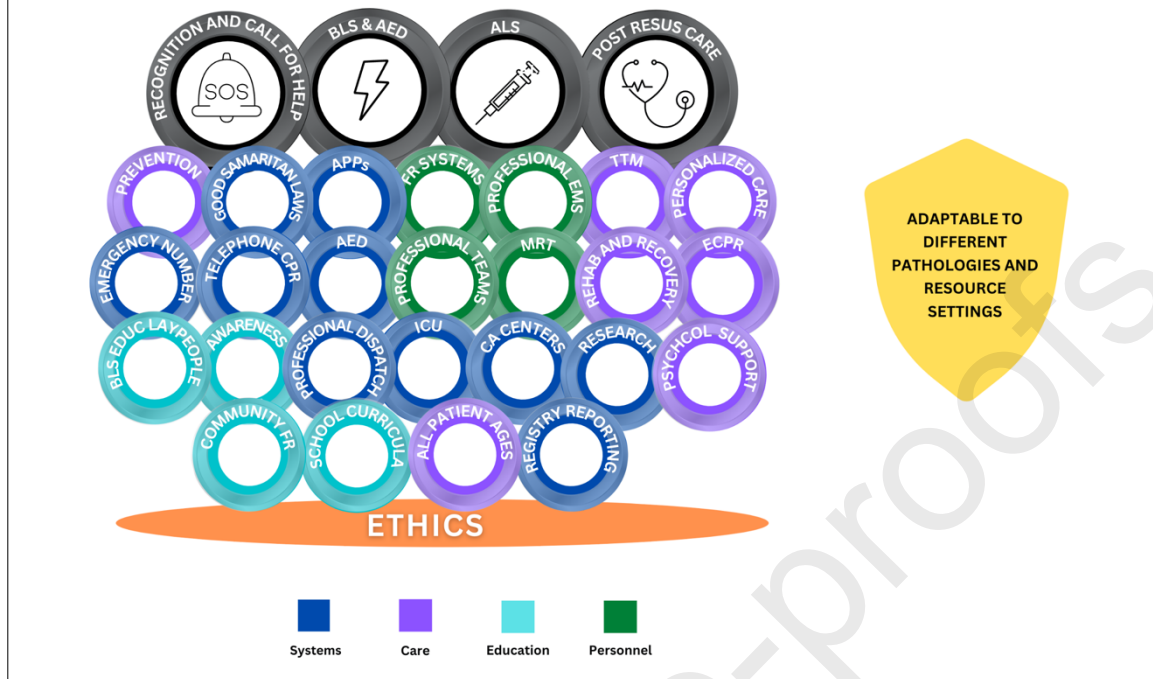 RECOGNITION AND CALL FOR HELP
BLS & AED
ALS
POST RESUS CARE
SOS
PREVENTION
GOOD SAMARITAN LAWS
APPs
FR SYSTEMS
PROFESSIONAL EMS
TTM
PERSONALIZED CARE
EMERGENCY NUMBER
TELEPHONE CPR
AED
PROFESSIONAL TEAMS
MRT
REHAB AND RECOVERY
ECPR
BLS EDUC LAYPEOPLE
AWARENESS
PROFESSIONAL DISPATCH
ICU
CA CENTERS
RESEARCH
PSYCHCOL SUPPORT
COMMUNITY FR
SCHOOL CURRICULA
ALL PATIENT AGES
REGISTRY REPORTING
ETHICS
ADAPTABLE TO
DIFFERENT
PATHOLOGIES AND
RESOURCE
SETTINGS
Systems
Care
Education
Personnel
e-proofs